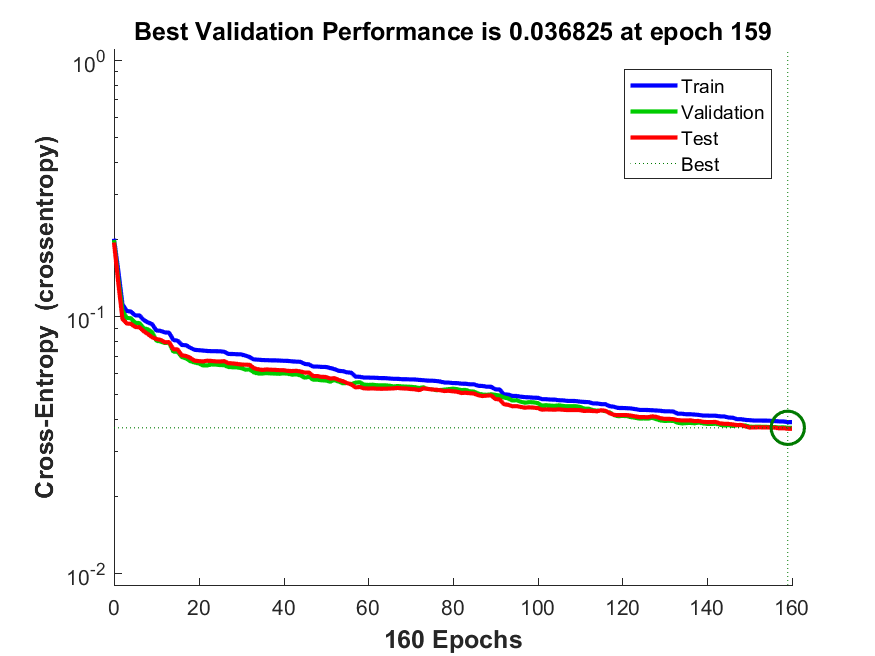 Best Validation Performance is 0.036825 at epoch 159
10^0
10^-1
10^-2
Cross-Entropy (crossentropy)
Train
Validation
Test
Best
0 20 40 60 80 100 120 140 160
160 Epochs